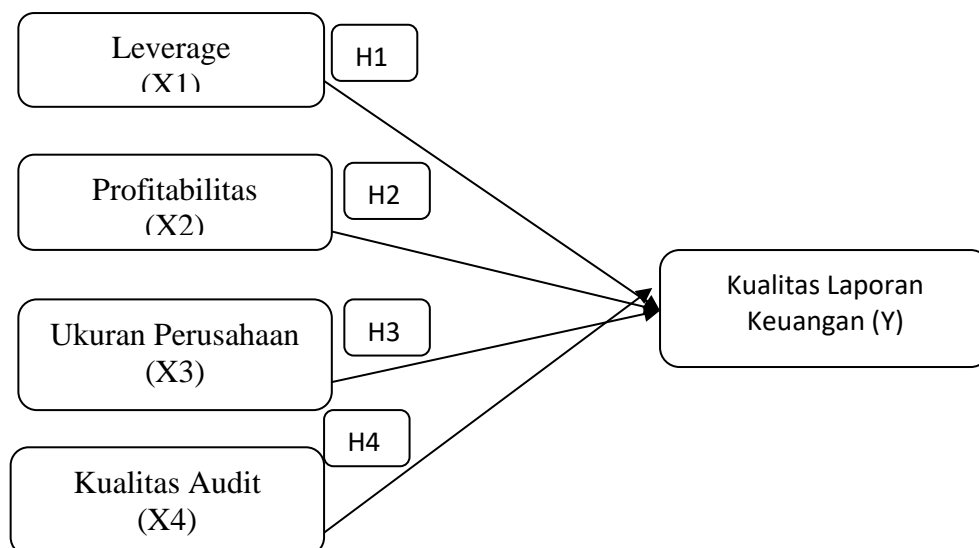 Leverage
(X1)
H1
Profitabilitas
(X2)
H2
Ukuran Perusahaan
(X3)
H3
Kualitas Audit
(X4)
H4
Kualitas Laporan
Keuangan (Y)